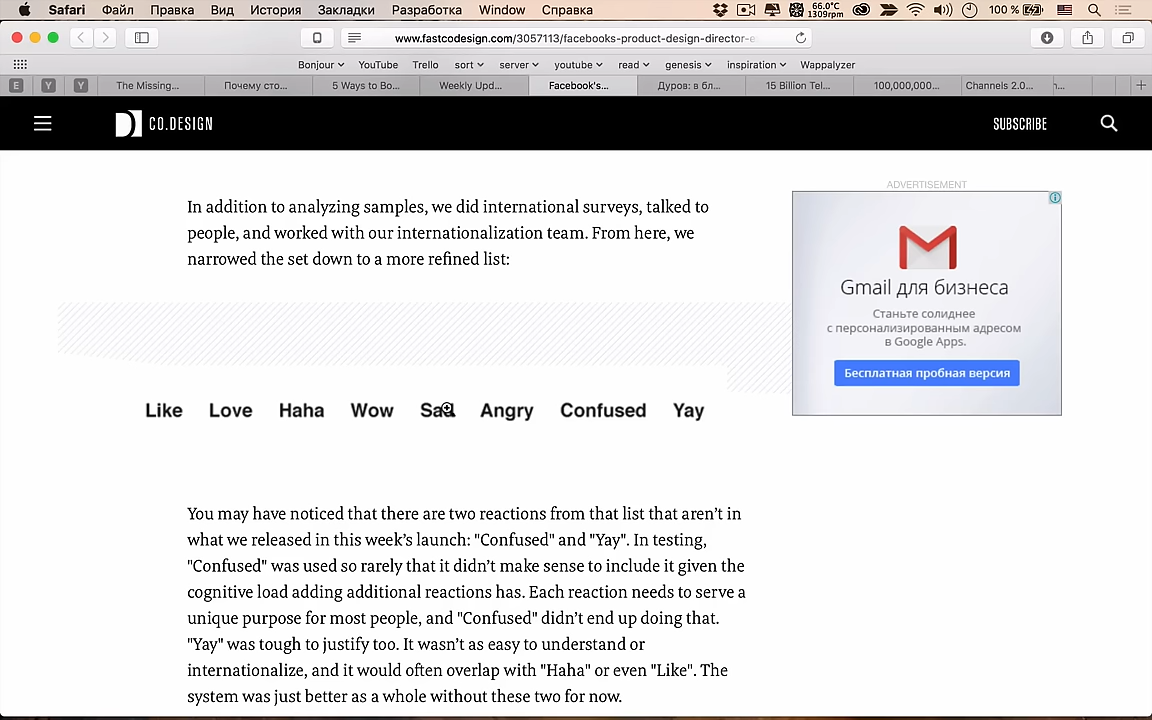 Safari Файл Правка Вид История Закладки Разработка Window Справка 66.0°C 1309rpm 100 %
www.fastcodesign.com/3057113/facebooks-product-design-director-e
Bonjour YouTube Trello sort server youtube read genesis inspiration Wappalyzer
E Y Y The Missing... Почему сто... 5 Ways to Bo... Weekly Upd... Facebook's... Дуров: в бл... 15 Billion Tel... 100,000,000... Channels 2.0...
CO.DESIGN SUBSCRIBE
ADVERTISEMENT
In addition to analyzing samples, we did international surveys, talked to
people, and worked with our internationalization team. From here, we
narrowed the set down to a more refined list:
Gmail для бизнеса
Станьте солиднее
с персонализированным адресом
в Google Apps.
Бесплатная пробная версия
Like Love Haha Wow Sad Angry Confused Yay
You may have noticed that there are two reactions from that list that aren’t in
what we released in this week’s launch: "Confused" and "Yay". In testing,
"Confused" was used so rarely that it didn’t make sense to include it given the
cognitive load adding additional reactions has. Each reaction needs to serve a
unique purpose for most people, and "Confused" didn’t end up doing that.
"Yay" was tough to justify too. It wasn’t as easy to understand or
internationalize, and it would often overlap with "Haha" or even "Like". The
system was just better as a whole without these two for now.